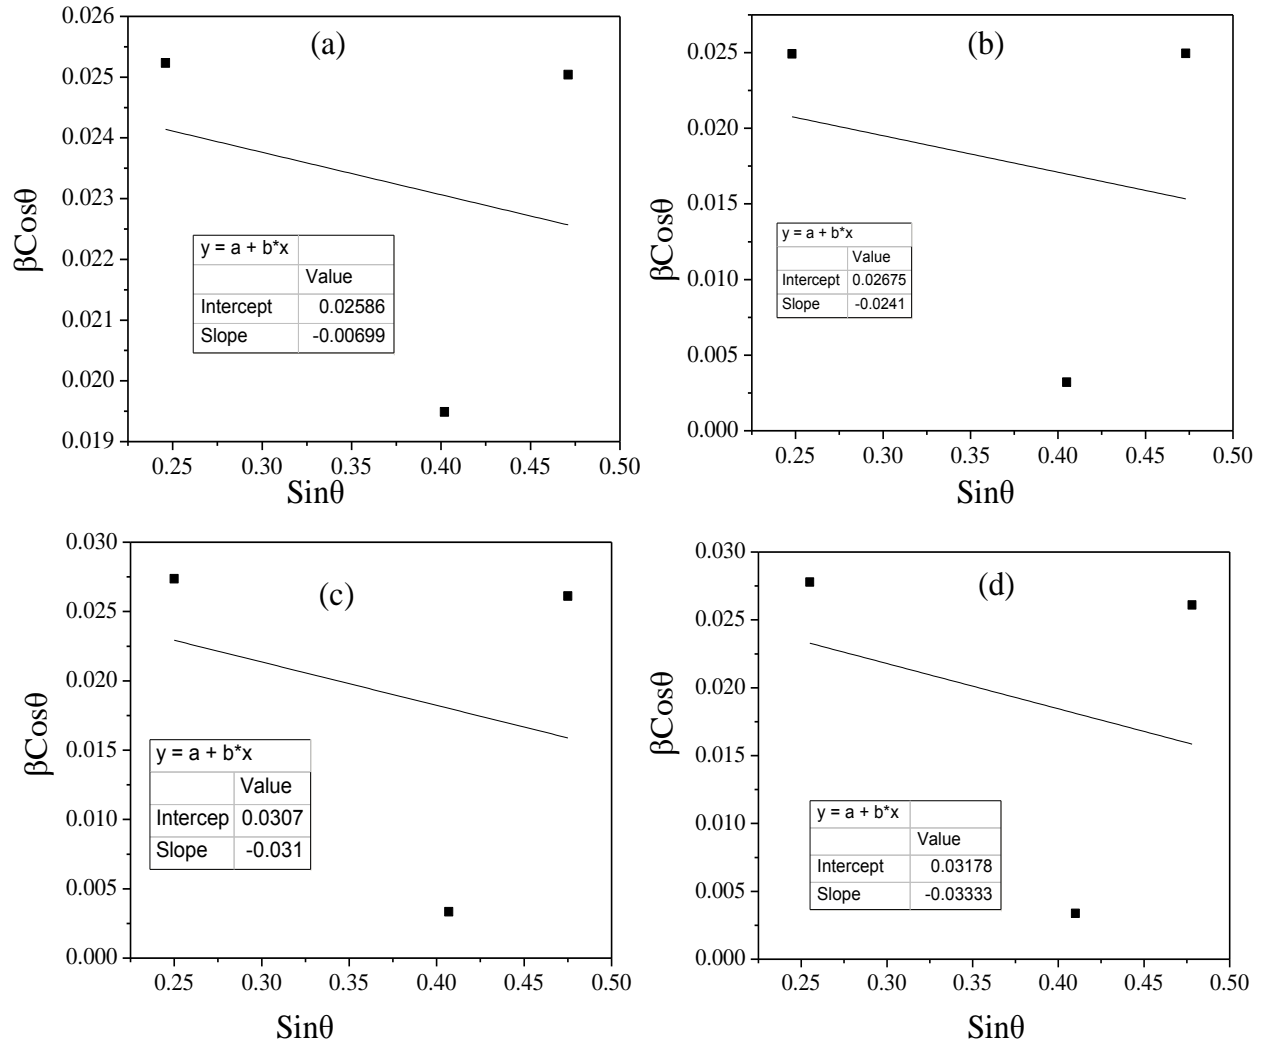 (a)
βCosθ
0.026
0.025
0.024
0.023
0.022
0.021
0.020
0.019
y = a + b*x
Value
Intercept 0.02586
Slope -0.00699
0.25 0.30 0.35 0.40 0.45 0.50
Sinθ
(b)
βCosθ
0.025
0.020
0.015
0.010
0.005
0.000
y = a + b*x
Value
Intercept 0.02675
Slope -0.0241
0.25 0.30 0.35 0.40 0.45 0.50
Sinθ
(c)
βCosθ
0.030
0.025
0.020
0.015
0.010
0.005
0.000
y = a + b*x
Value
Intercep 0.0307
Slope -0.031
0.25 0.30 0.35 0.40 0.45 0.50
Sinθ
(d)
βCosθ
0.030
0.025
0.020
0.015
0.010
0.005
0.000
y = a + b*x
Value
Intercept 0.03178
Slope -0.03333
0.25 0.30 0.35 0.40 0.45 0.50
Sinθ